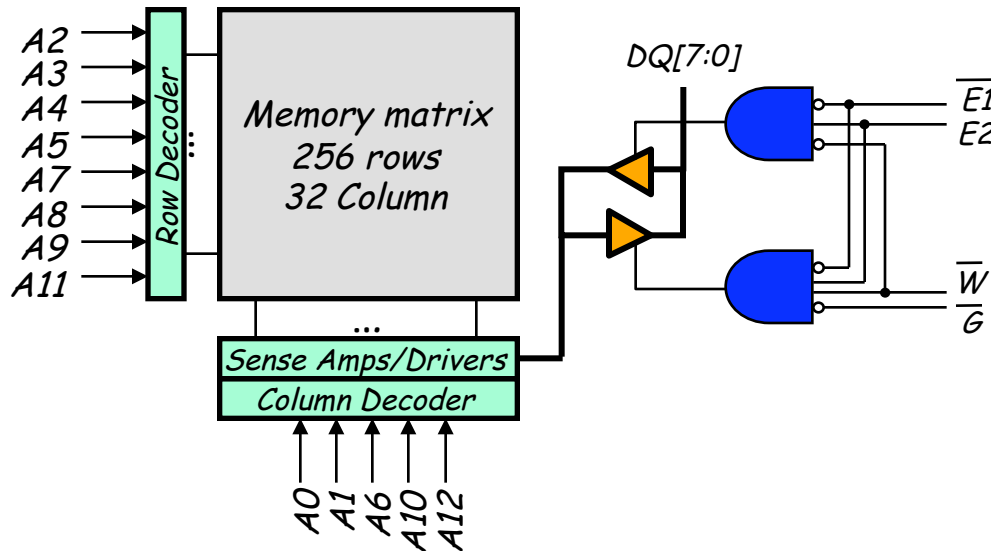 A2
A3
A4
A5
A7
A8
A9
A11
Row Decoder
...
Memory matrix
256 rows
32 Column
...
Sense Amps/Drivers
Column Decoder
A0
A1
A6
A10
A12
DQ[7:0]
E1
E2
W
G